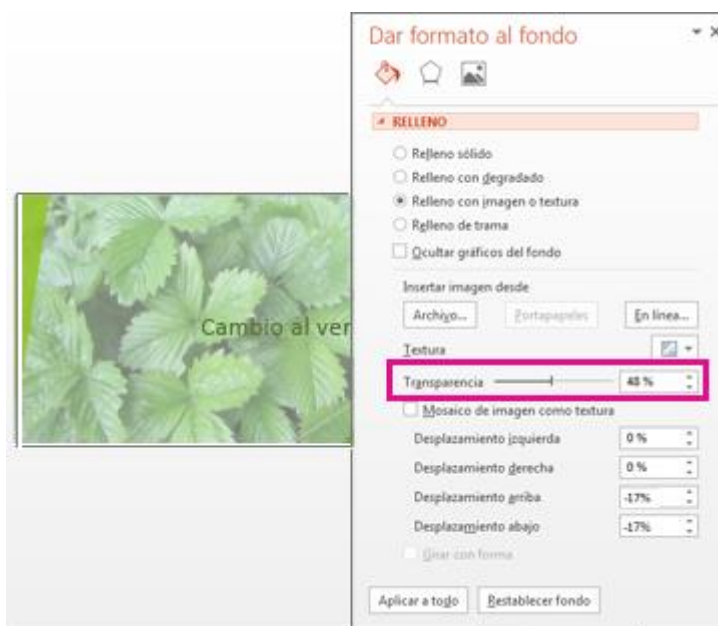 Dar formato al fondo
RELLENO
Relleno sólido
Relleno con degradado
Relleno con imagen o textura
Relleno de trama
Ocultar gráficos del fondo
Insertar imagen desde
Archivo... Portapapeles En línea...
Textura
Transparencia 48 %
Mosaico de imagen como textura
Desplazamiento izquierda 0 %
Desplazamiento derecha 0 %
Desplazamiento arriba -17%
Desplazamiento abajo -17%
Girar con forma
Aplicar a todo Restablecer fondo
Cambio al ver